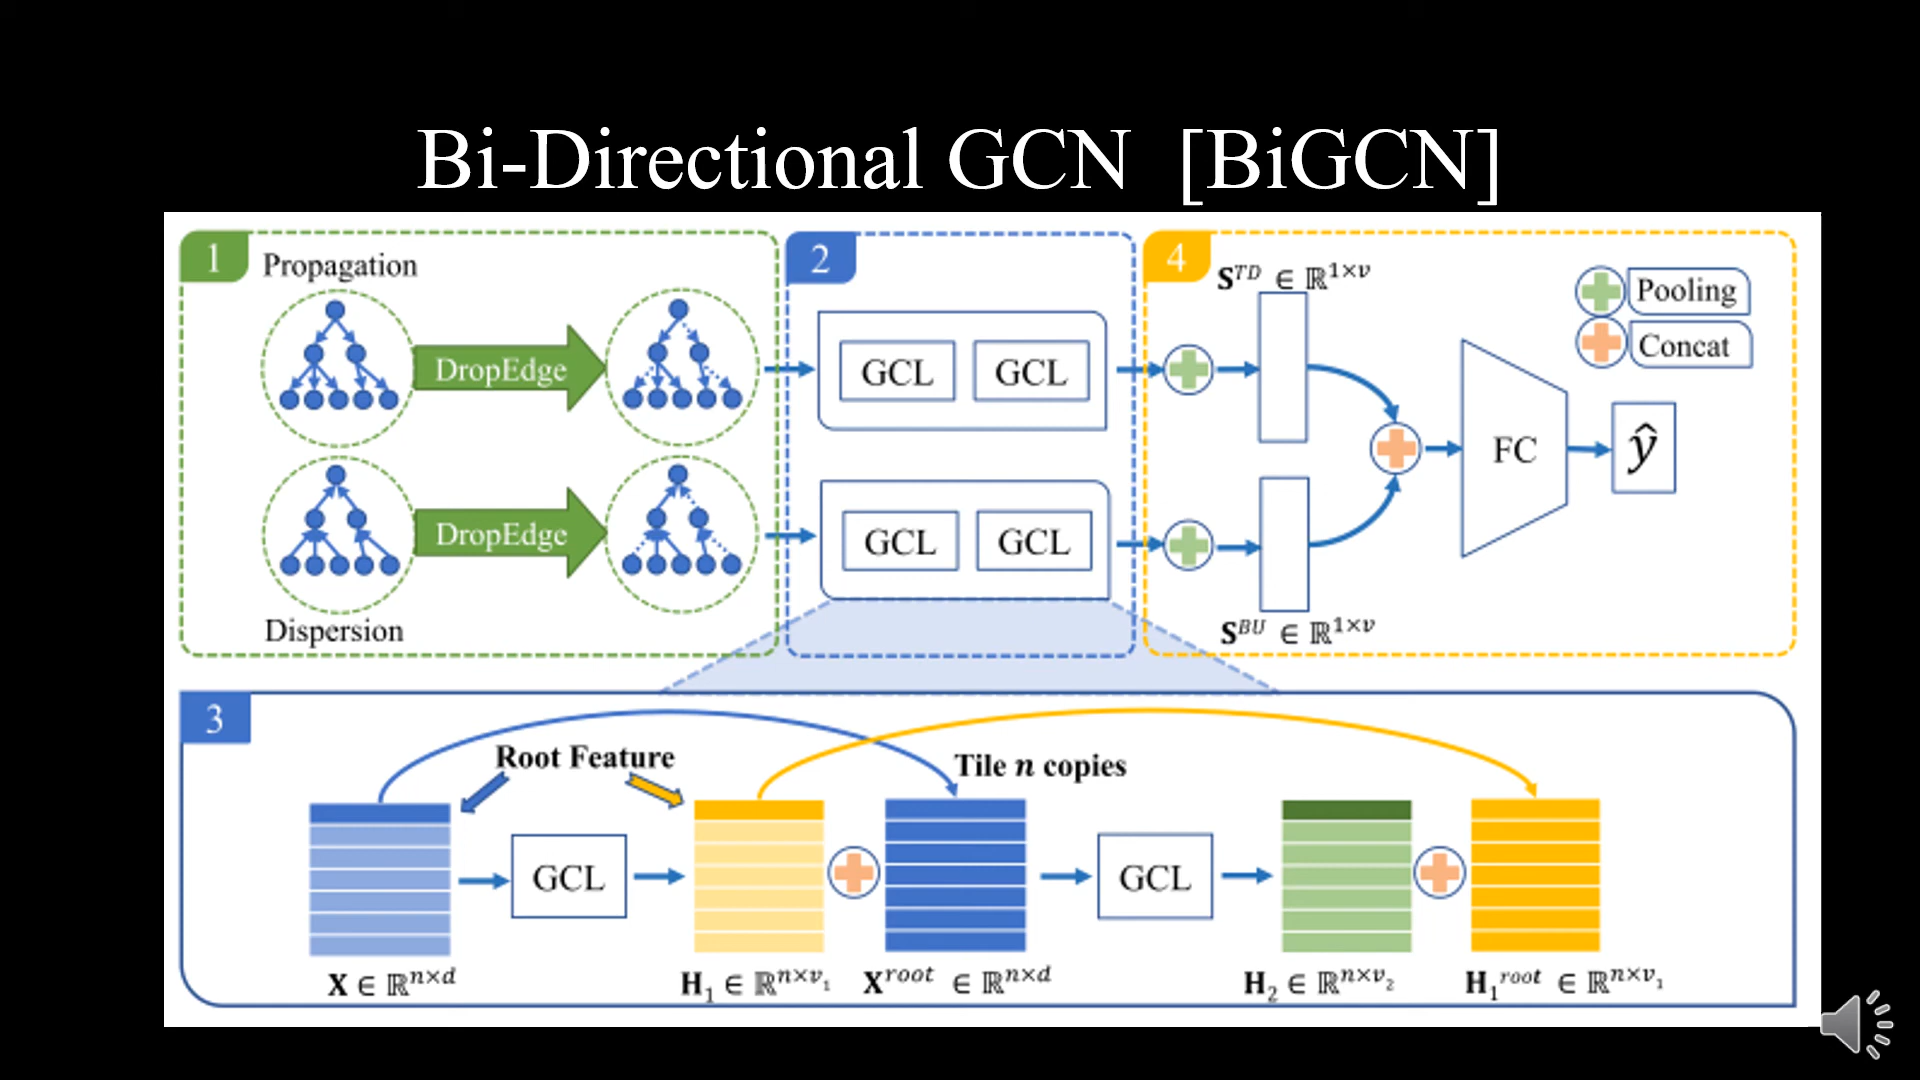 Bi-Directional GCN [BiGCN]
1
Propagation
DropEdge
DropEdge
Dispersion
2
GCL GCL
GCL GCL
4
S^{TD} ∈ ℝ^{1×v}
Pooling
Concat
FC
ŷ
S^{BU} ∈ ℝ^{1×v}
3
Root Feature
Tile n copies
GCL
GCL
X ∈ ℝ^{n×d}
H_1 ∈ ℝ^{n×v_1}
X^{root} ∈ ℝ^{n×d}
H_2 ∈ ℝ^{n×v_2}
H_1^{root} ∈ ℝ^{n×v_1}